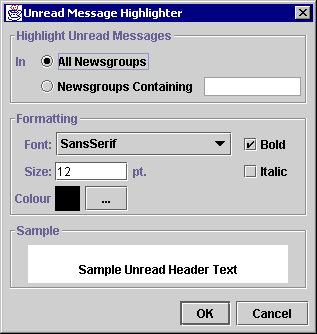 Unread Message Highlighter
Highlight Unread Messages
In All Newsgroups
Newsgroups Containing
Formatting
Font: SansSerif Bold
Size: 12 pt. Italic
Colour ...
Sample
Sample Unread Header Text
OK Cancel